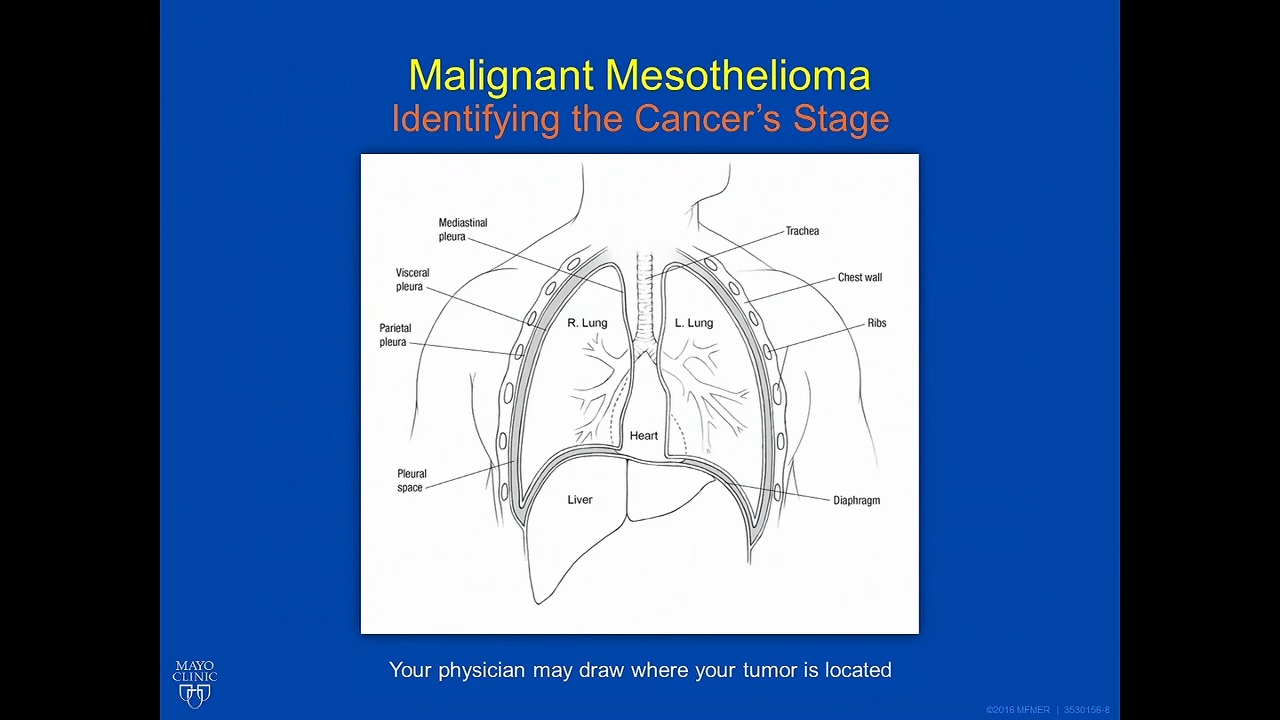 Malignant Mesothelioma
Identifying the Cancer’s Stage
Mediastinal
pleura
Visceral
pleura
Parietal
pleura
Pleural
space
Trachea
Chest wall
Ribs
Diaphragm
R. Lung
L. Lung
Heart
Liver
Your physician may draw where your tumor is located
MAYO
CLINIC
©2016 MFMER | 3530156-8